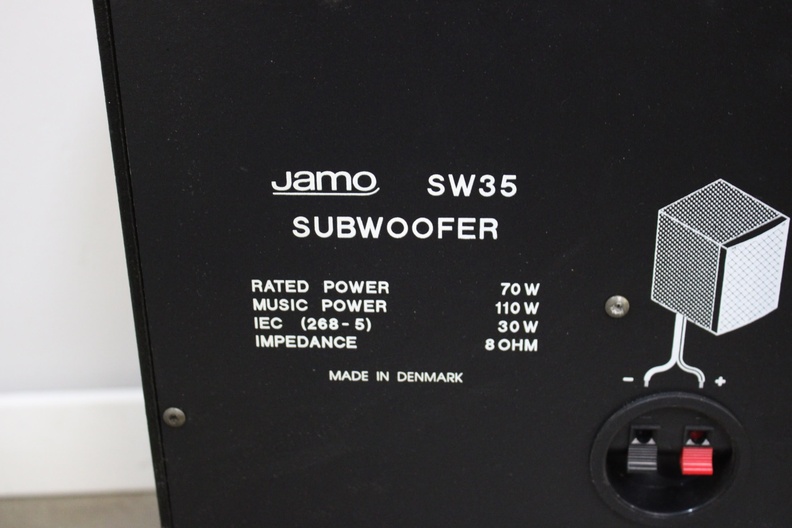 Jamo SW35
SUBWOOFER
RATED POWER 70 W
MUSIC POWER 110 W
IEC (268-5) 30 W
IMPEDANCE 8 OHM
MADE IN DENMARK
- +